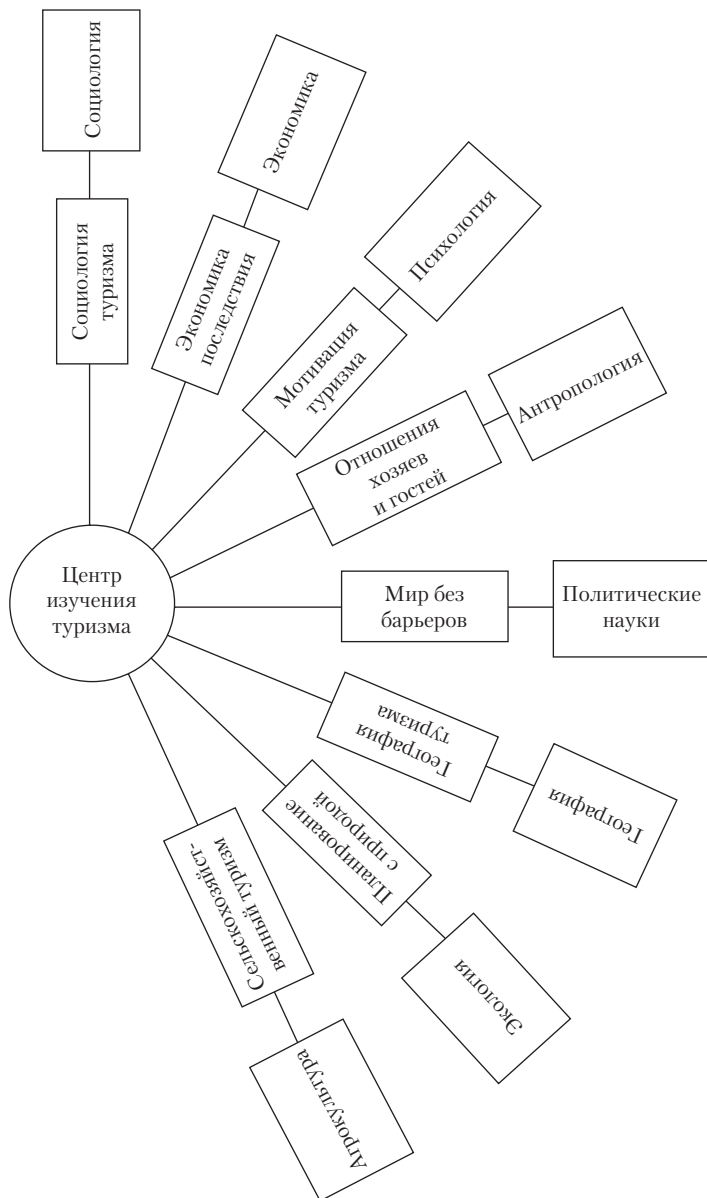 Социология
Социология
туризма
Экономика
Экономика
последствия
Психология
Мотивация
туризма
Антропология
Отношения
хозяев
и гостей
Центр
изучения
туризма
Мир без
барьеров
Политические
науки
География
туризма
География
Планирование
с природой
Экология
Сельскохозяйст-
венный туризм
Агрокультура